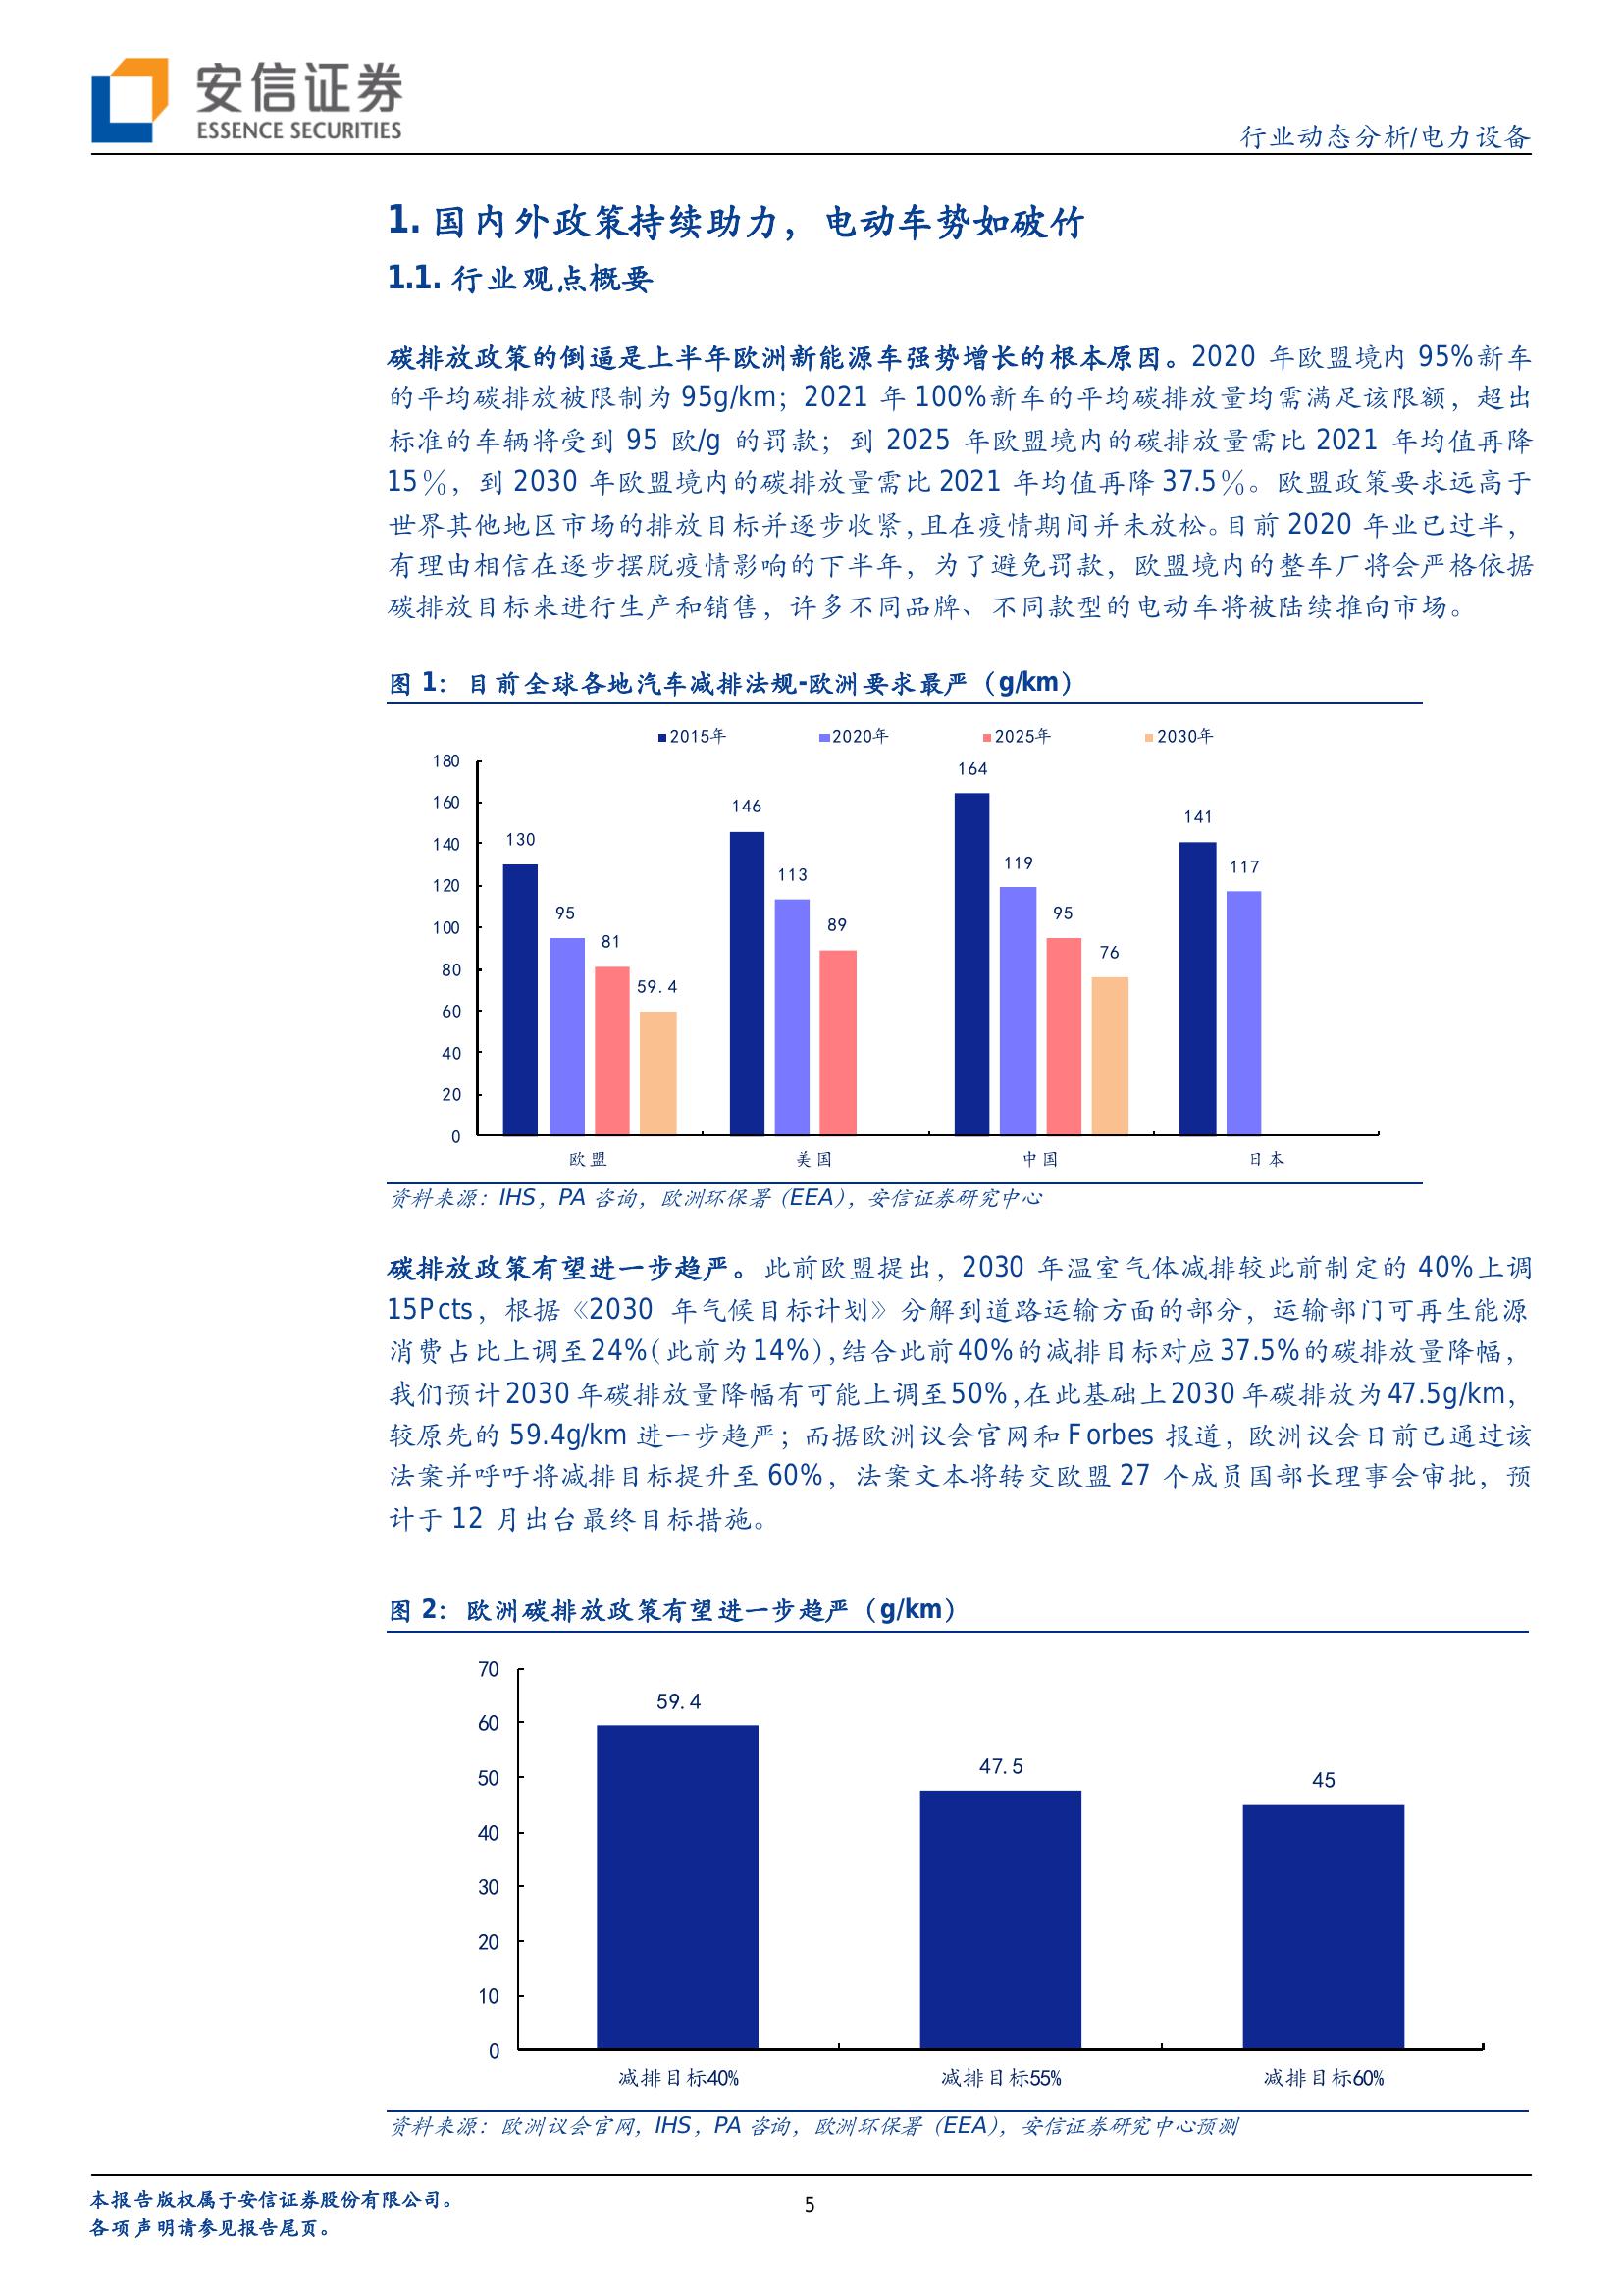 安信证券
ESSENCE SECURITIES
行业动态分析/电力设备
1. 国内外政策持续助力，电动车势如破竹
1.1. 行业观点概要
碳排放政策的倒逼是上半年欧洲新能源车强势增长的根本原因。2020 年欧盟境内 95%新车
的平均碳排放被限制为 95g/km；2021 年 100%新车的平均碳排放量均需满足该限额，超出
标准的车辆将受到 95 欧/g 的罚款；到 2025 年欧盟境内的碳排放量需比 2021 年均值再降
15％，到 2030 年欧盟境内的碳排放量需比 2021 年均值再降 37.5％。欧盟政策要求远高于
世界其他地区市场的排放目标并逐步收紧，且在疫情期间并未放松。目前 2020 年业已过半，
有理由相信在逐步摆脱疫情影响的下半年，为了避免罚款，欧盟境内的整车厂将会严格依据
碳排放目标来进行生产和销售，许多不同品牌、不同款型的电动车将被陆续推向市场。
图 1：目前全球各地汽车减排法规-欧洲要求最严（g/km）
2015年 2020年 2025年 2030年
180
160
140
120
100
80
60
40
20
0
130 95 81 59.4
146 113 89
164 119 95 76
141 117
欧盟 美国 中国 日本
资料来源：IHS，PA 咨询，欧洲环保署（EEA），安信证券研究中心
碳排放政策有望进一步趋严。此前欧盟提出，2030 年温室气体减排较此前制定的 40%上调
15Pcts，根据《2030 年气候目标计划》分解到道路运输方面的部分，运输部门可再生能源
消费占比上调至24%(此前为14%),结合此前40%的减排目标对应37.5%的碳排放量降幅，
我们预计2030 年碳排放量降幅有可能上调至50%,在此基础上2030 年碳排放为47.5g/km，
较原先的 59.4g/km 进一步趋严；而据欧洲议会官网和 Forbes 报道，欧洲议会日前已通过该
法案并呼吁将减排目标提升至 60%，法案文本将转交欧盟 27 个成员国部长理事会审批，预
计于 12 月出台最终目标措施。
图 2：欧洲碳排放政策有望进一步趋严（g/km）
70
60
50
40
30
20
10
0
59.4 47.5 45
减排目标40% 减排目标55% 减排目标60%
资料来源：欧洲议会官网，IHS，PA 咨询，欧洲环保署（EEA），安信证券研究中心预测
本报告版权属于安信证券股份有限公司。
各项声明请参见报告尾页。
5